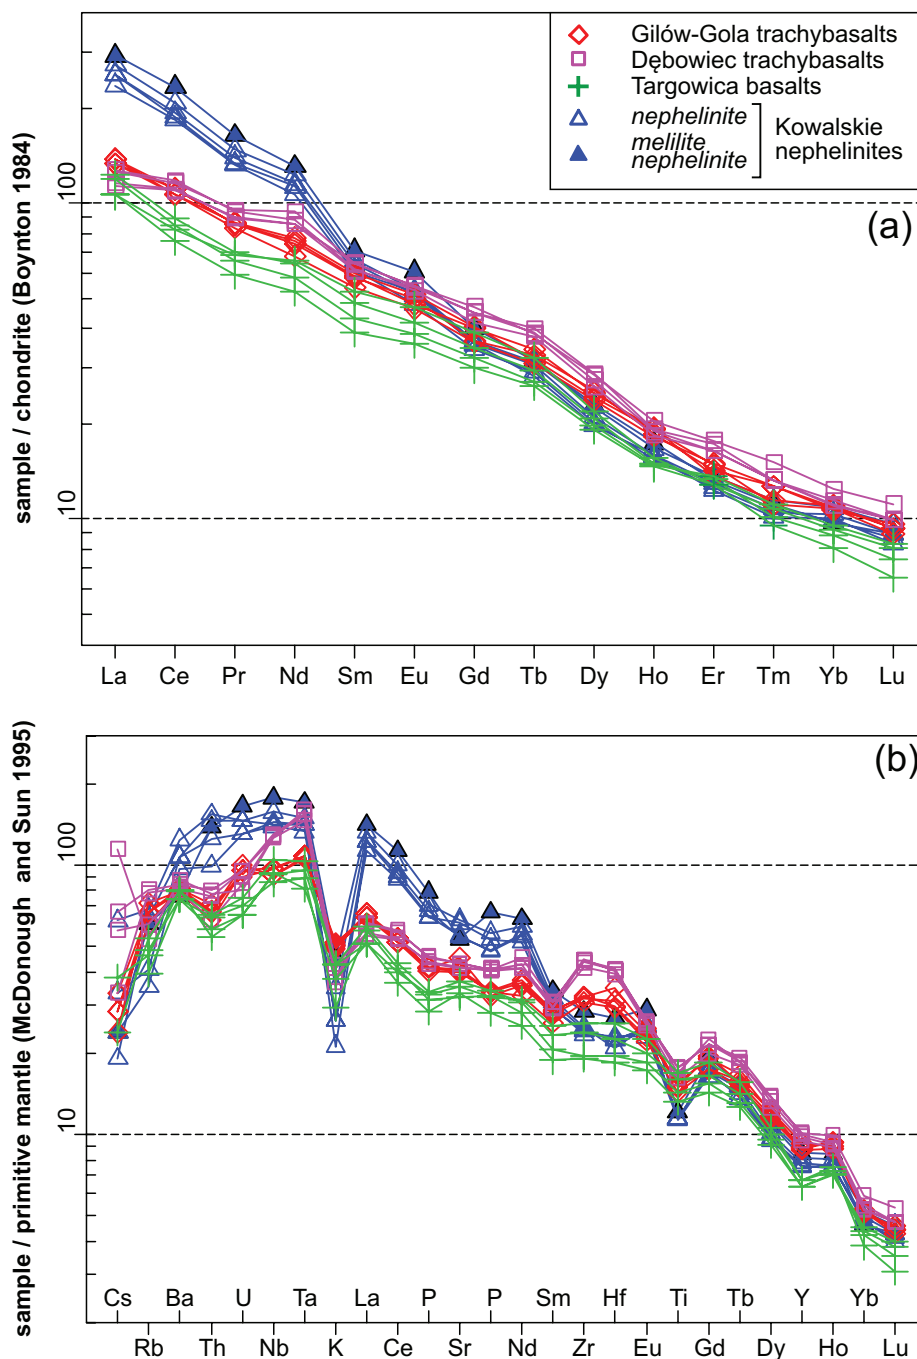 Gilów-Gola trachybasalts
Dębowiec trachybasalts
Targowica basalts
nephelinite
melilite
nephelinite
Kowalskie
nephelinites
(a)
100
10
sample / chondrite (Boynton 1984)
La Ce Pr Nd Sm Eu Gd Tb Dy Ho Er Tm Yb Lu
(b)
100
10
sample / primitive mantle (McDonough and Sun 1995)
Cs Ba U Ta La P P Sm Hf Ti Tb Y Yb
Rb Th Nb K Ce Sr Nd Zr Eu Gd Dy Ho Lu